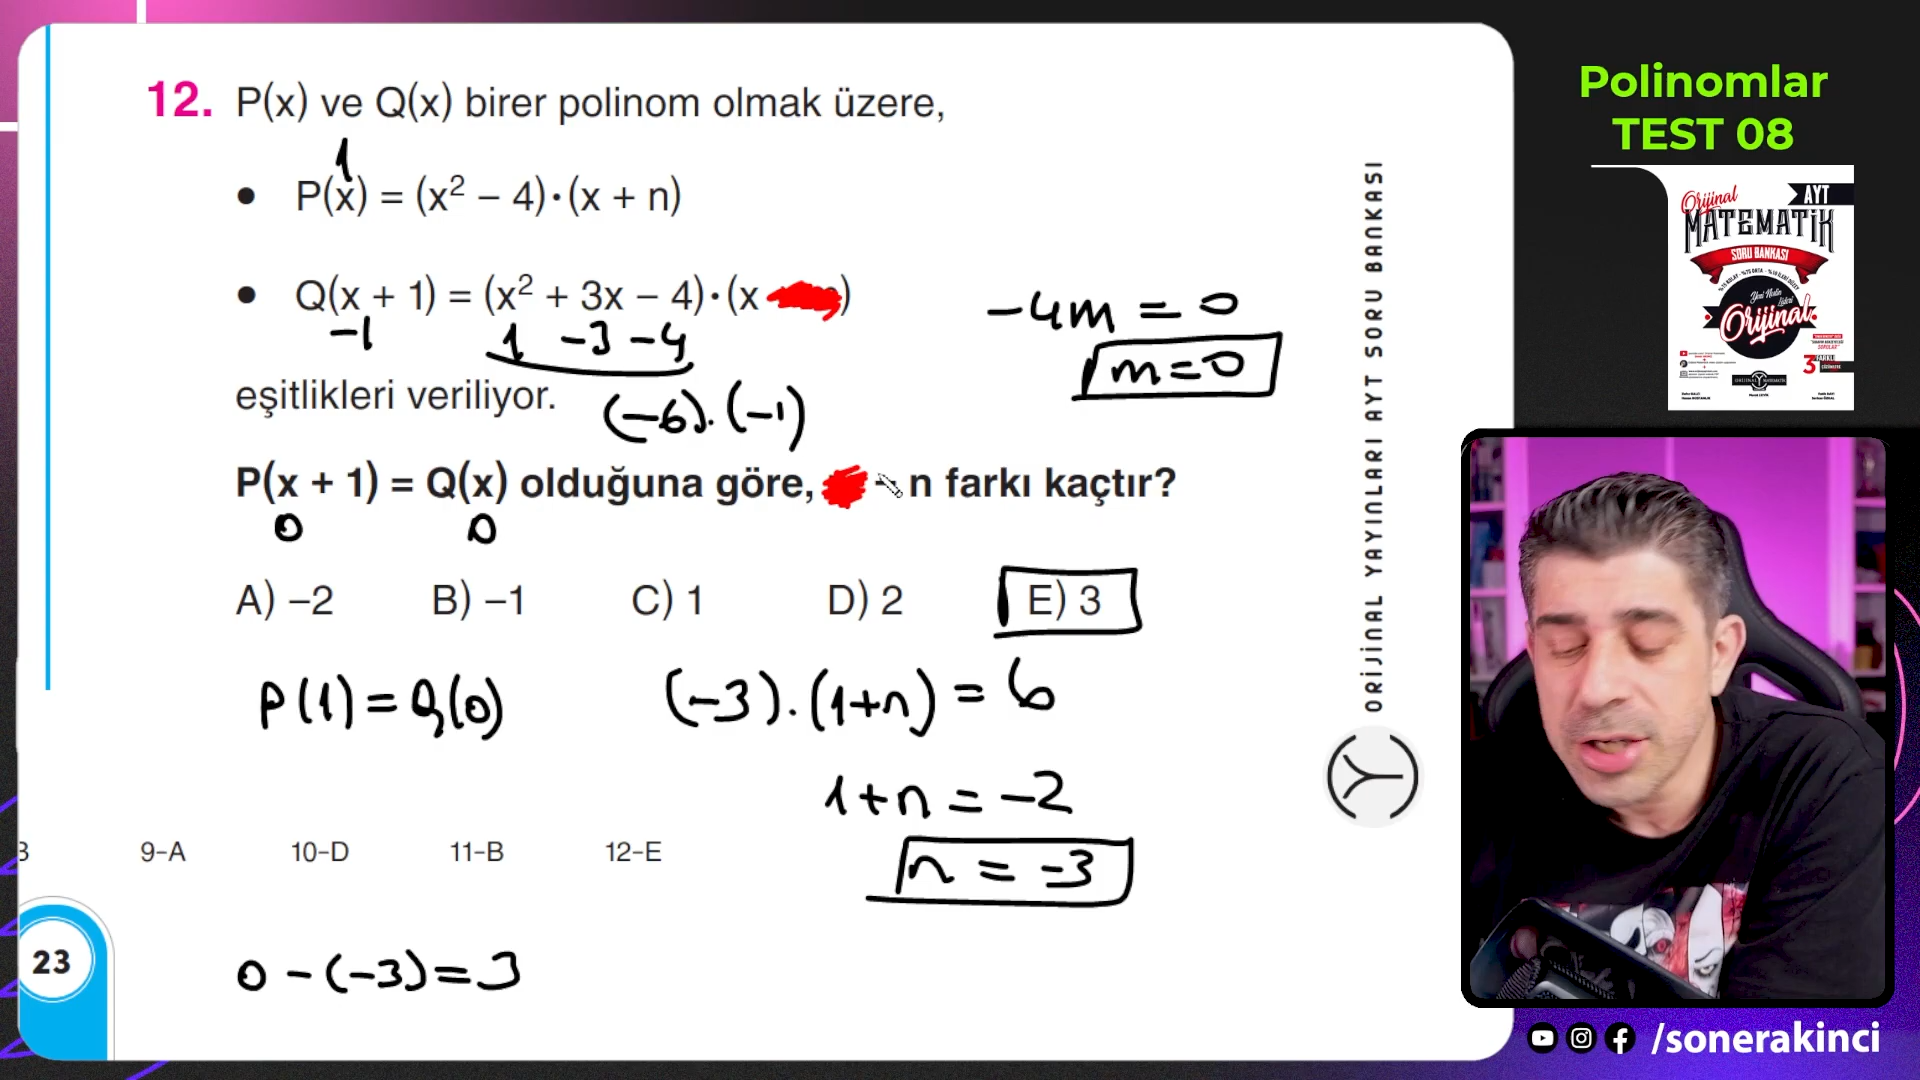 12. P(x) ve Q(x) birer polinom olmak üzere,
1
• P(x) = (x² – 4)·(x + n)
• Q(x + 1) = (x² + 3x – 4)·(x )
–1
1 –3 –4
–4m = 0
m=0
eşitlikleri veriliyor.
(–6).(–1)
P(x + 1) = Q(x) olduğuna göre, – n farkı kaçtır?
0 0
A) –2 B) –1 C) 1 D) 2 E) 3
P(1) = Q(0)
(–3).(1+n) = 6
1+n = –2
n = –3
9–A 10–D 11–B 12–E
23
0 – (–3) = 3
ORİJİNAL YAYINLARI AYT SORU BANKASI
Polinomlar
TEST 08
Orijinal
AYT
MATEMATİK
SORU BANKASI
Orijinal
3
/sonerakinci